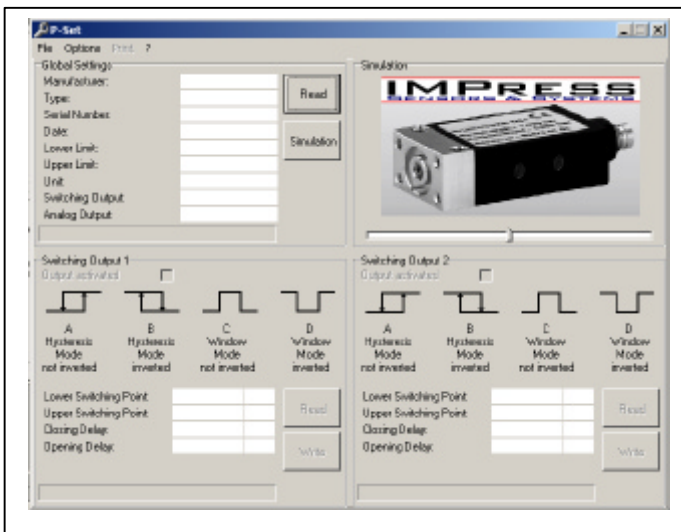 P-Set
File Options Print ?
Global Settings
Manufacturer:
Type:
Serial Number:
Date:
Lower Limit:
Upper Limit:
Unit
Switching Output
Analog Output
Read
Simulation
Simulation
IMPRESS
SENSORS & SYSTEMS
Switching Output 1
Output activated
A B C D
Hysteresis Hysteresis Window Window
Mode Mode Mode Mode
not inverted inverted not inverted inverted
Lower Switching Point:
Upper Switching Point:
Closing Delay:
Opening Delay:
Read
Write
Switching Output 2
Output activated
A B C D
Hysteresis Hysteresis Window Window
Mode Mode Mode Mode
not inverted inverted not inverted inverted
Lower Switching Point:
Upper Switching Point:
Closing Delay:
Opening Delay:
Read
Write